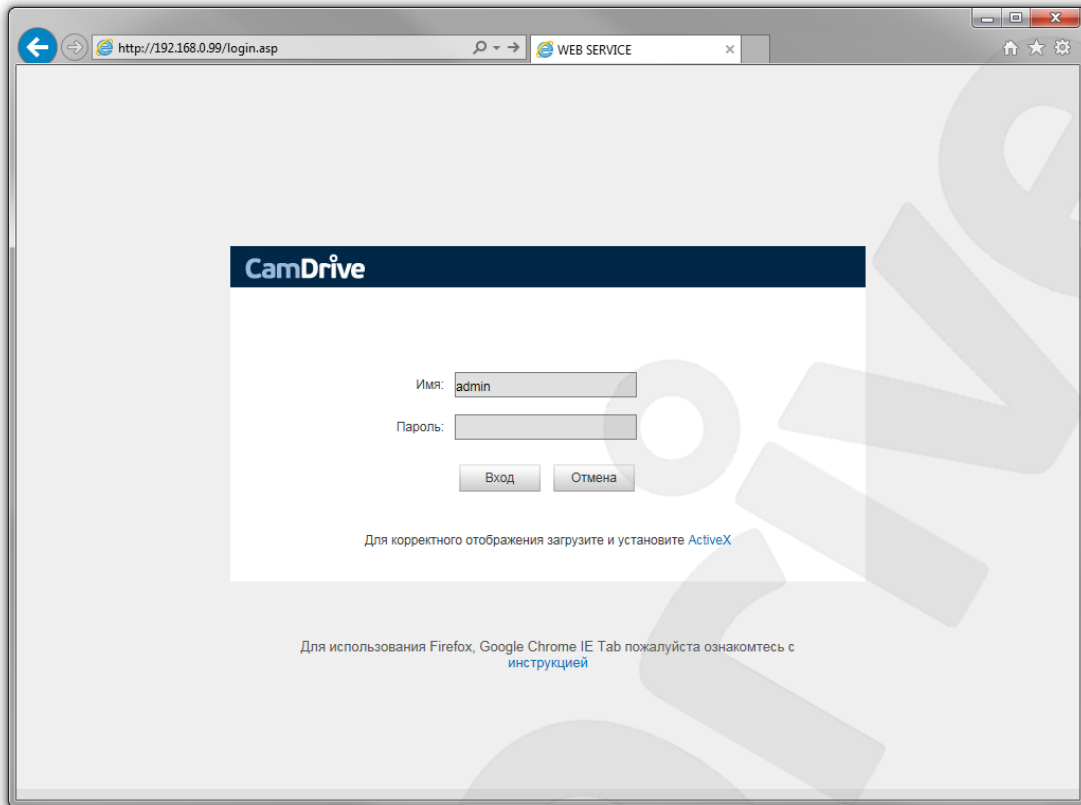 http://192.168.0.99/login.asp
WEB SERVICE
CamDrive
Имя:
admin
Пароль:
Вход
Отмена
Для корректного отображения загрузите и установите ActiveX
Для использования Firefox, Google Chrome IE Tab пожалуйста ознакомтесь с
инструкцией